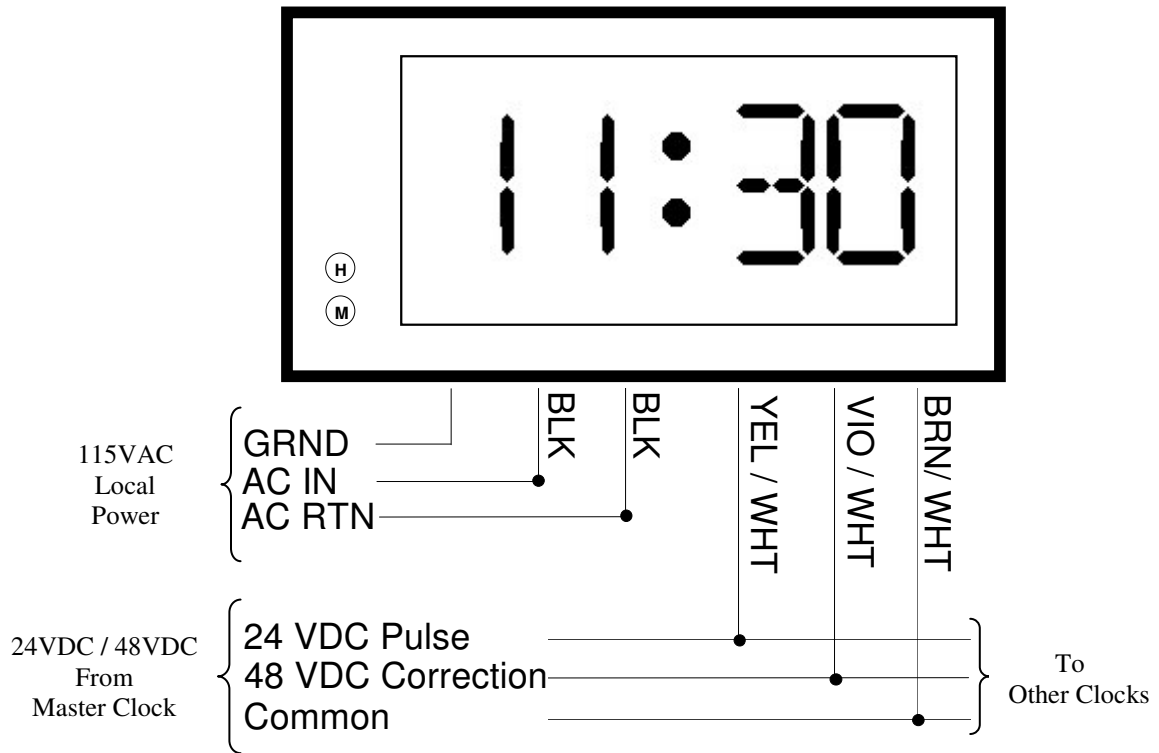 11:30
H
M
BLK
BLK
YEL / WHT
VIO / WHT
BRN/ WHT
115VAC
Local
Power
GRND
AC IN
AC RTN
24VDC / 48VDC
From
Master Clock
24 VDC Pulse
48 VDC Correction
Common
To
Other Clocks